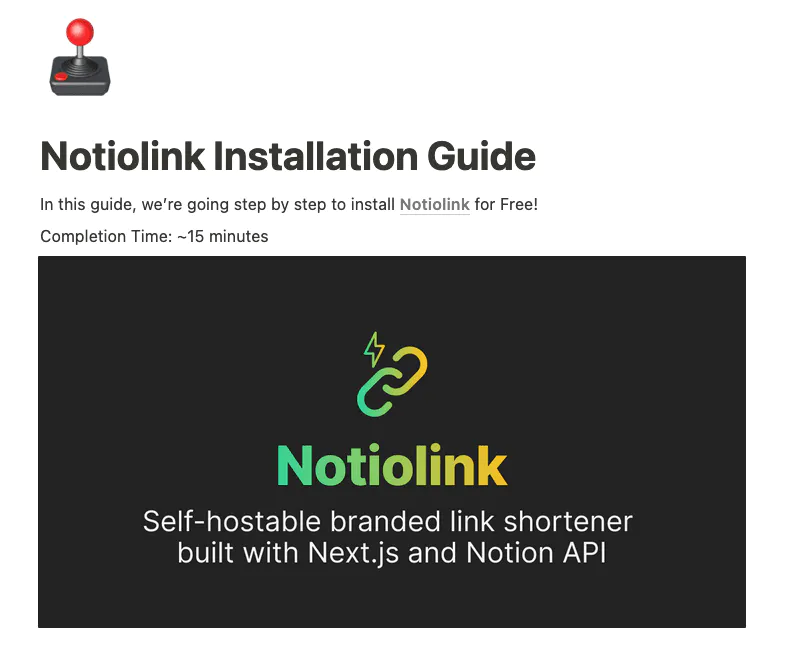 Notiolink Installation Guide
In this guide, we’re going step by step to install Notiolink for Free!
Completion Time: ~15 minutes
Notiolink
Self-hostable branded link shortener
built with Next.js and Notion API